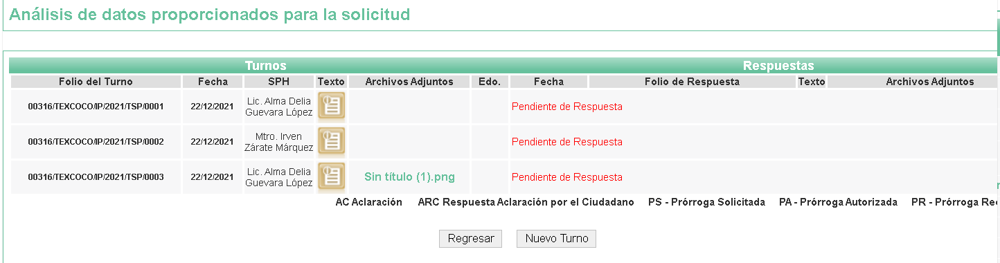 Análisis de datos proporcionados para la solicitud
Turnos Respuestas
Folio del Turno Fecha SPH Texto Archivos Adjuntos Edo. Fecha Folio de Respuesta Texto Archivos Adjuntos
00316/TEXCOCO/IP/2021/TSP/0001 22/12/2021 Lic. Alma Delia Guevara López Pendiente de Respuesta
00316/TEXCOCO/IP/2021/TSP/0002 22/12/2021 Mtro. Irven Zárate Márquez Pendiente de Respuesta
00316/TEXCOCO/IP/2021/TSP/0003 22/12/2021 Lic. Alma Delia Guevara López Sin título (1).png Pendiente de Respuesta
AC Aclaración ARC Respuesta Aclaración por el Ciudadano PS - Prórroga Solicitada PA - Prórroga Autorizada PR - Prórroga
Regresar Nuevo Turno